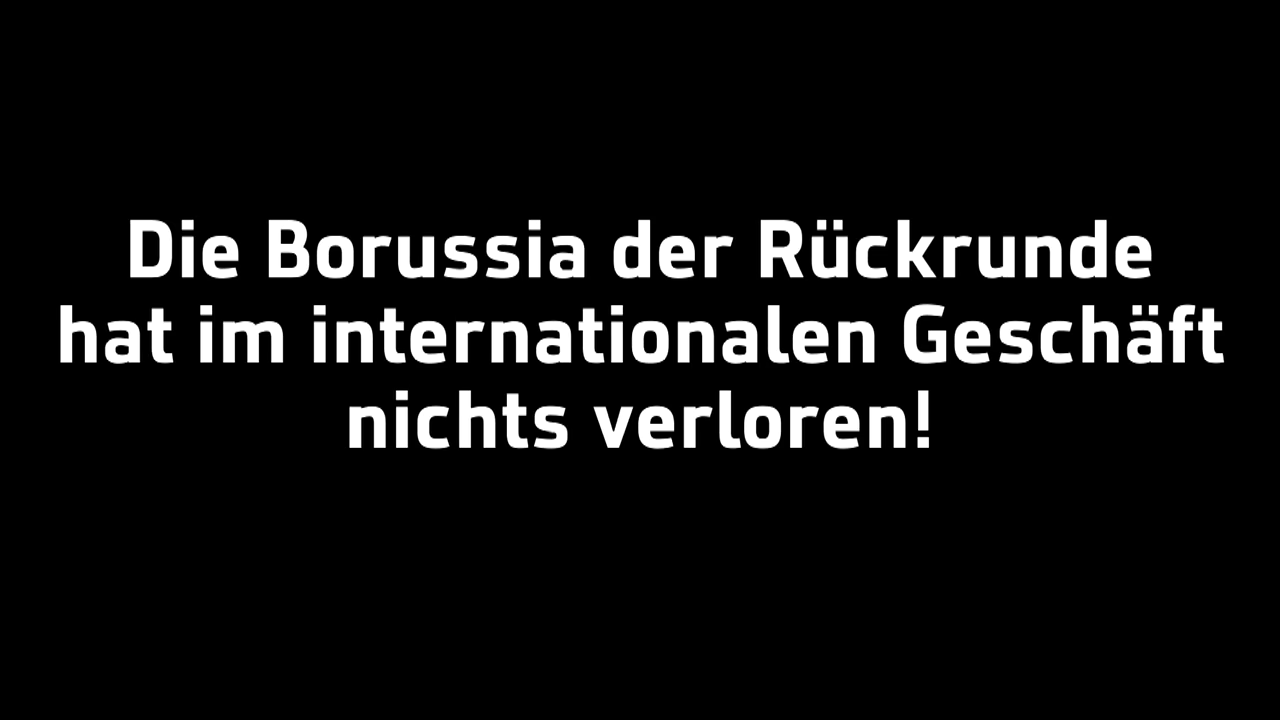 Die Borussia der Rückrunde
hat im internationalen Geschäft
nichts verloren!